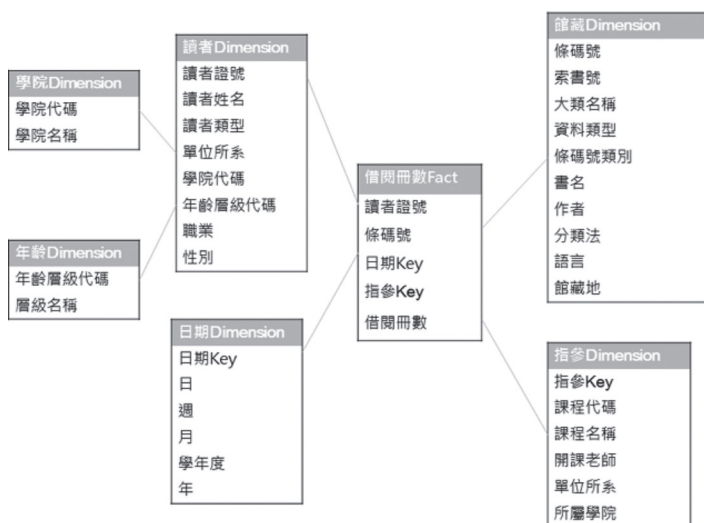 學院Dimension
學院代碼
學院名稱
年齡Dimension
年齡層級代碼
層級名稱
讀者Dimension
讀者證號
讀者姓名
讀者類型
單位所系
學院代碼
年齡層級代碼
職業
性別
日期Dimension
日期Key
日
週
月
學年度
年
借閱冊數Fact
讀者證號
條碼號
日期Key
指參Key
借閱冊數
館藏Dimension
條碼號
索書號
大類名稱
資料類型
條碼號類別
書名
作者
分類法
語言
館藏地
指參Dimension
指參Key
課程代碼
課程名稱
開課老師
單位所系
所屬學院